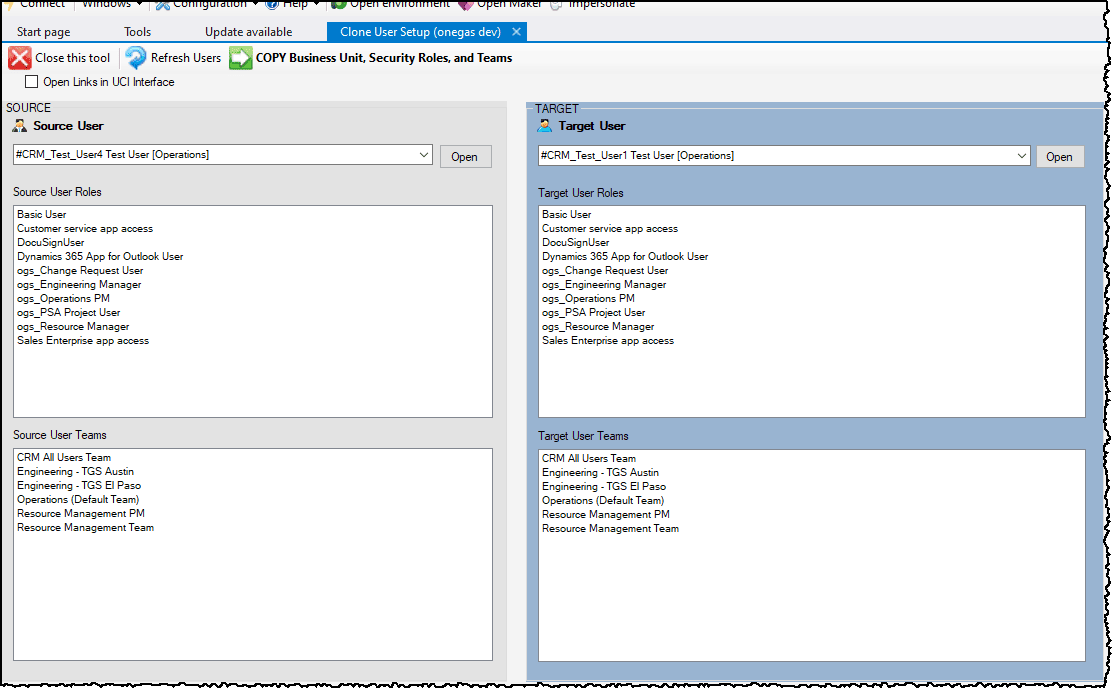 Connect Windows Configuration Help Open environment Open Maker Impersonate
Start page Tools Update available Clone User Setup (onegas dev) ✕
Close this tool Refresh Users COPY Business Unit, Security Roles, and Teams
Open Links in UCI Interface
SOURCE
Source User
#CRM_Test_User4 Test User [Operations] Open
Source User Roles
Basic User
Customer service app access
DocuSignUser
Dynamics 365 App for Outlook User
ogs_Change Request User
ogs_Engineering Manager
ogs_Operations PM
ogs_PSA Project User
ogs_Resource Manager
Sales Enterprise app access
Source User Teams
CRM All Users Team
Engineering - TGS Austin
Engineering - TGS El Paso
Operations (Default Team)
Resource Management PM
Resource Management Team
TARGET
Target User
#CRM_Test_User1 Test User [Operations] Open
Target User Roles
Basic User
Customer service app access
DocuSignUser
Dynamics 365 App for Outlook User
ogs_Change Request User
ogs_Engineering Manager
ogs_Operations PM
ogs_PSA Project User
ogs_Resource Manager
Sales Enterprise app access
Target User Teams
CRM All Users Team
Engineering - TGS Austin
Engineering - TGS El Paso
Operations (Default Team)
Resource Management PM
Resource Management Team